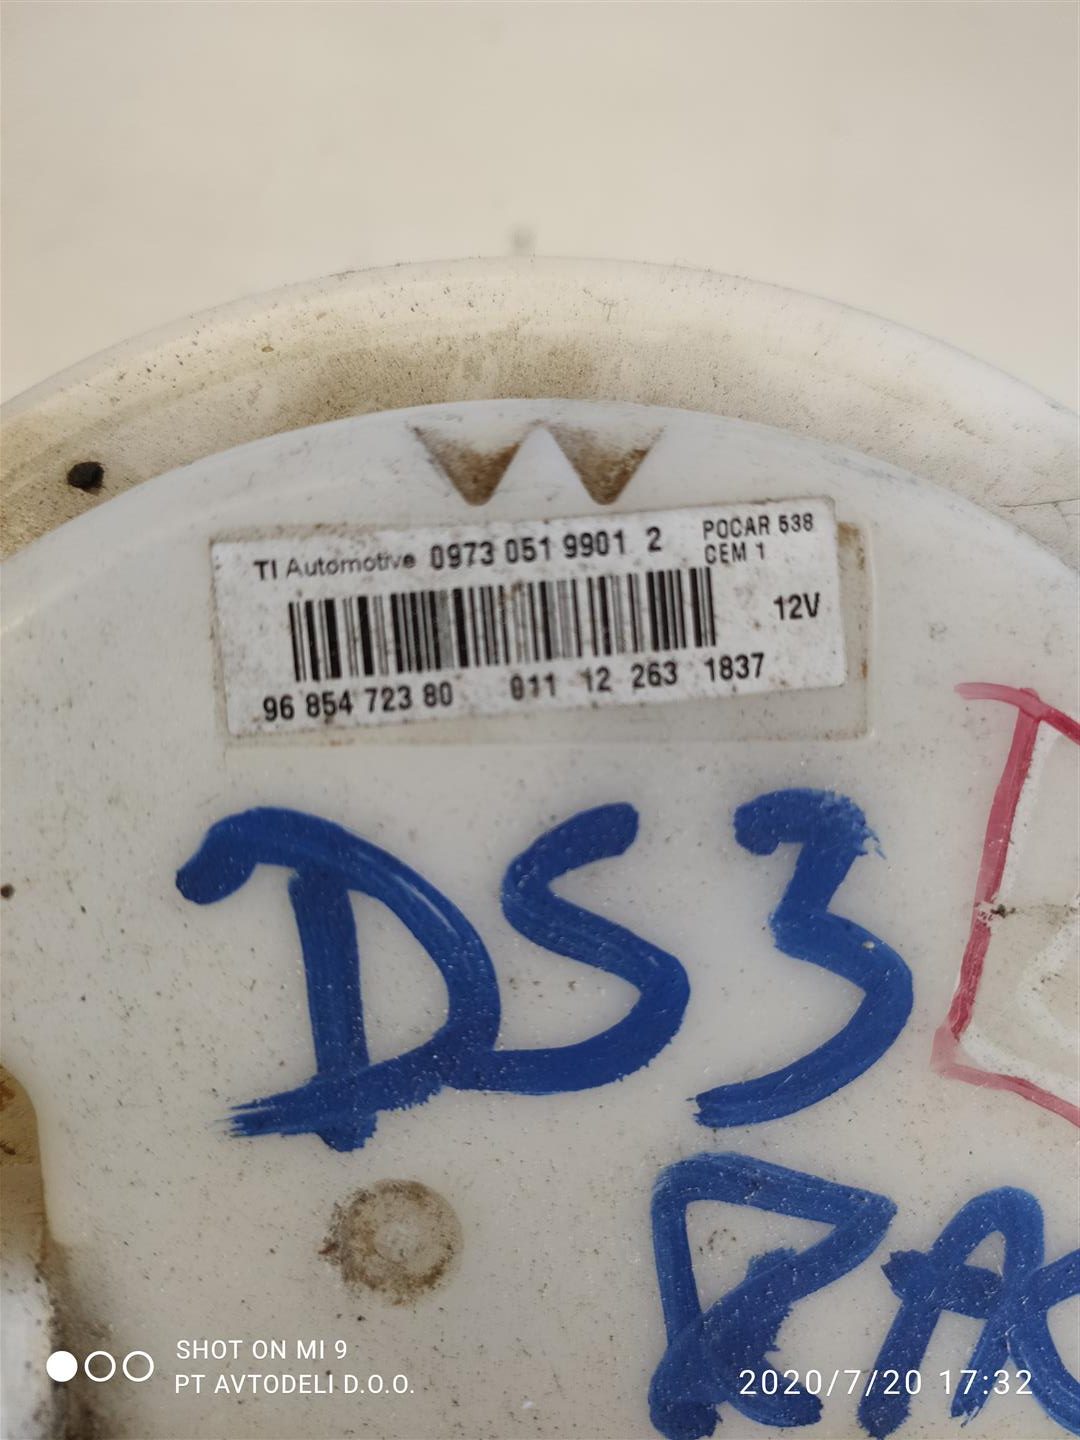 TI Automotive 0973 051 9901 2
POCAR 538
CEM 1
12V
96 854 723 80 011 12 263 1837
DS3
SHOT ON MI 9
PT AVTODELI D.O.O.
2020/7/20 17:32